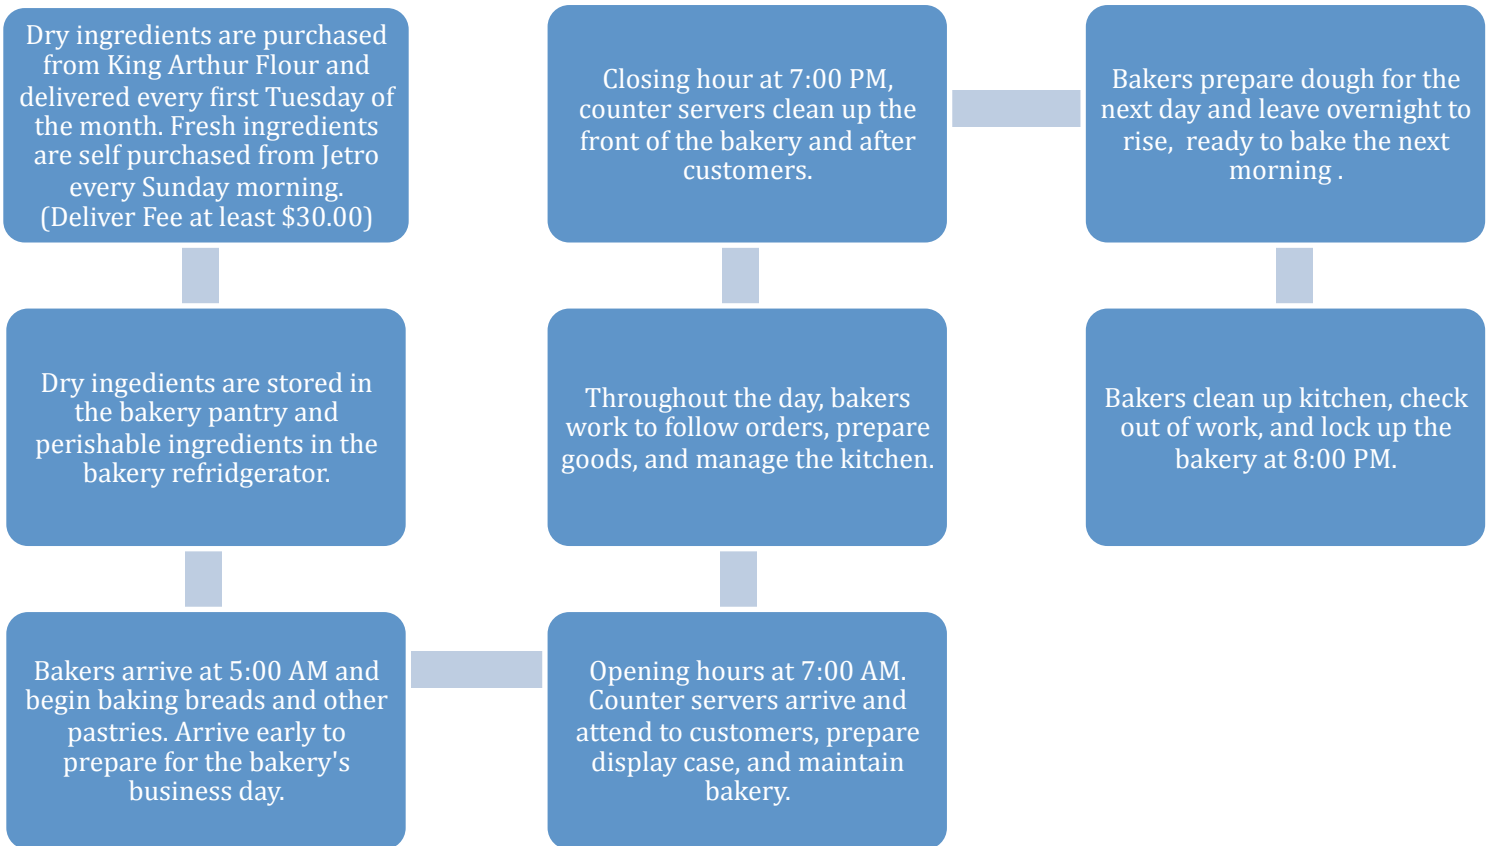 Dry ingredients are purchased
from King Arthur Flour and
delivered every first Tuesday of
the month. Fresh ingredients
are self purchased from Jetro
every Sunday morning.
(Deliver Fee at least $30.00)
Dry ingedients are stored in
the bakery pantry and
perishable ingredients in the
bakery refridgerator.
Bakers arrive at 5:00 AM and
begin baking breads and other
pastries. Arrive early to
prepare for the bakery's
business day.
Opening hours at 7:00 AM.
Counter servers arrive and
attend to customers, prepare
display case, and maintain
bakery.
Throughout the day, bakers
work to follow orders, prepare
goods, and manage the kitchen.
Closing hour at 7:00 PM,
counter servers clean up the
front of the bakery and after
customers.
Bakers prepare dough for the
next day and leave overnight to
rise,  ready to bake the next
morning .
Bakers clean up kitchen, check
out of work, and lock up the
bakery at 8:00 PM.